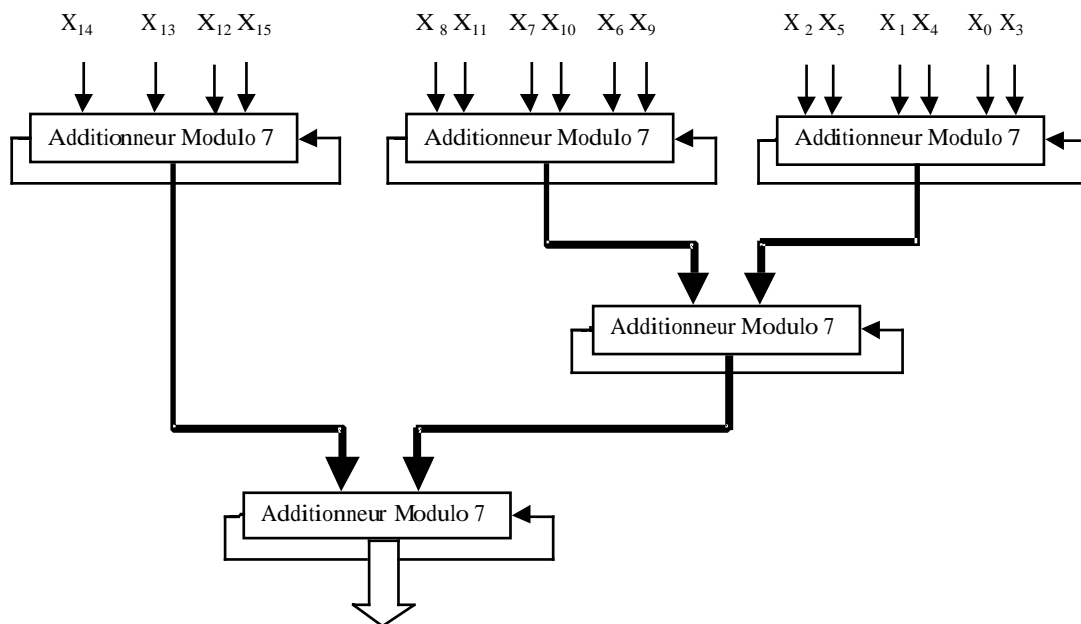 X14 X13 X12 X15 X8 X11 X7 X10 X6 X9 X2 X5 X1 X4 X0 X3
Additionneur Modulo 7 Additionneur Modulo 7 Additionneur Modulo 7
Additionneur Modulo 7
Additionneur Modulo 7